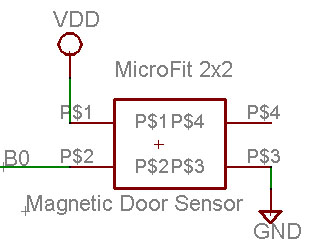 VDD
MicroFit 2x2
P$1 P$1 P$4 P$4
B0 P$2 P$2 P$3 P$3
Magnetic Door Sensor
GND